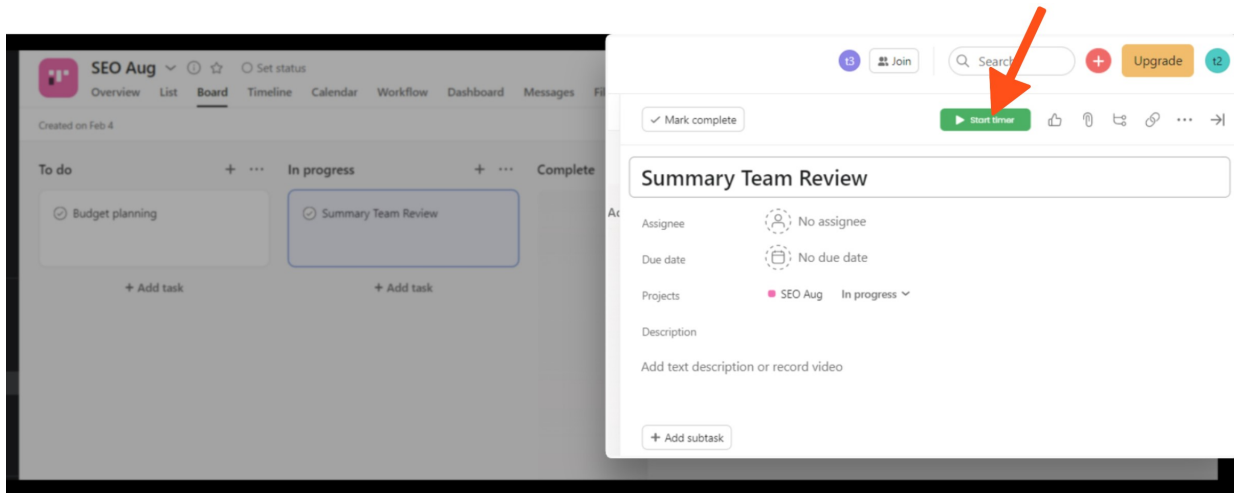 SEO Aug
Set status
Overview List Board Timeline Calendar Workflow Dashboard Messages
Created on Feb 4
To do
Budget planning
+ Add task
In progress
Summary Team Review
+ Add task
Complete
t3
Join
Search
Upgrade
t2
Mark complete
Start timer
Summary Team Review
Assignee No assignee
Due date No due date
Projects SEO Aug In progress
Description
Add text description or record video
+ Add subtask